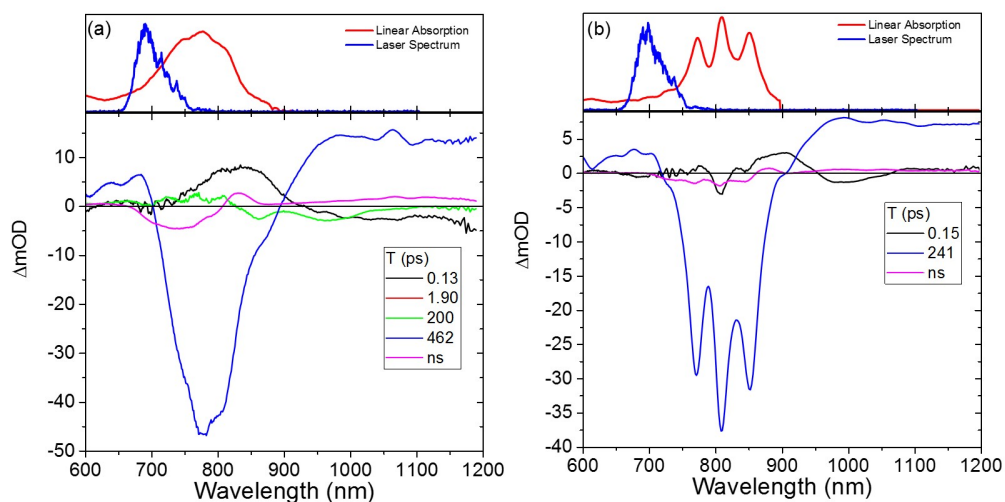 (a)
Linear Absorption
Laser Spectrum
10
0
-10
-20
-30
-40
-50
ΔmOD
T (ps)
0.13
1.90
200
462
ns
600 700 800 900 1000 1100 1200
Wavelength (nm)
(b)
Linear Absorption
Laser Spectrum
5
0
-5
-10
-15
-20
-25
-30
-35
-40
ΔmOD
T (ps)
0.15
241
ns
600 700 800 900 1000 1100 1200
Wavelength (nm)